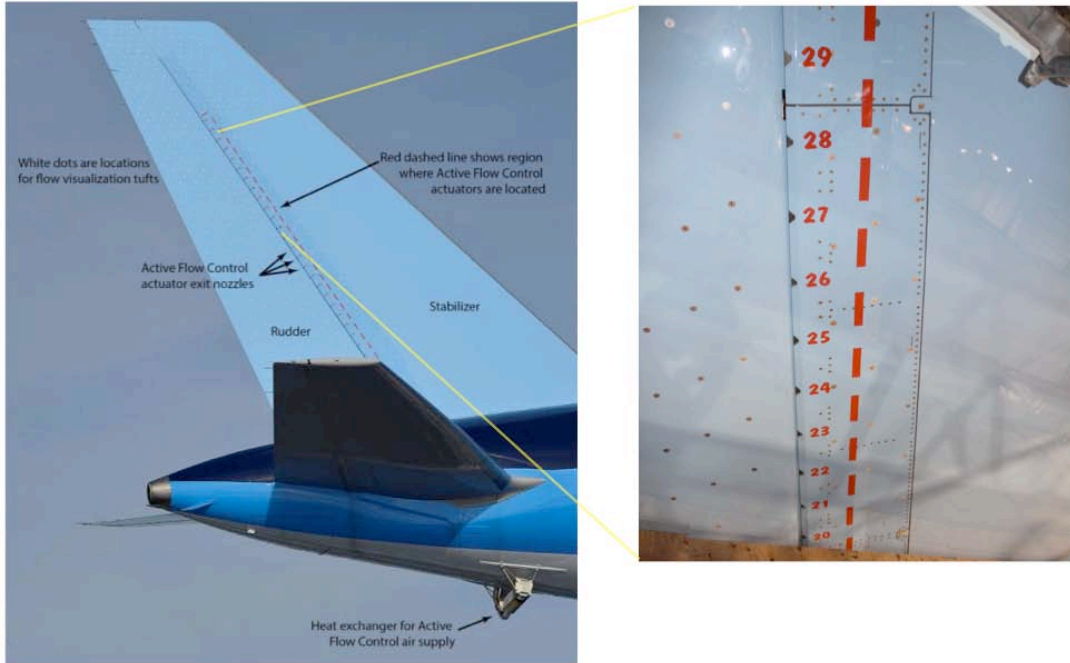 White dots are locations
for flow visualization tufts
Red dashed line shows region
where Active Flow Control
actuators are located
Active Flow Control
actuator exit nozzles
Stabilizer
Rudder
Heat exchanger for Active
Flow Control air supply
29
28
27
26
25
24
23
22
21
20